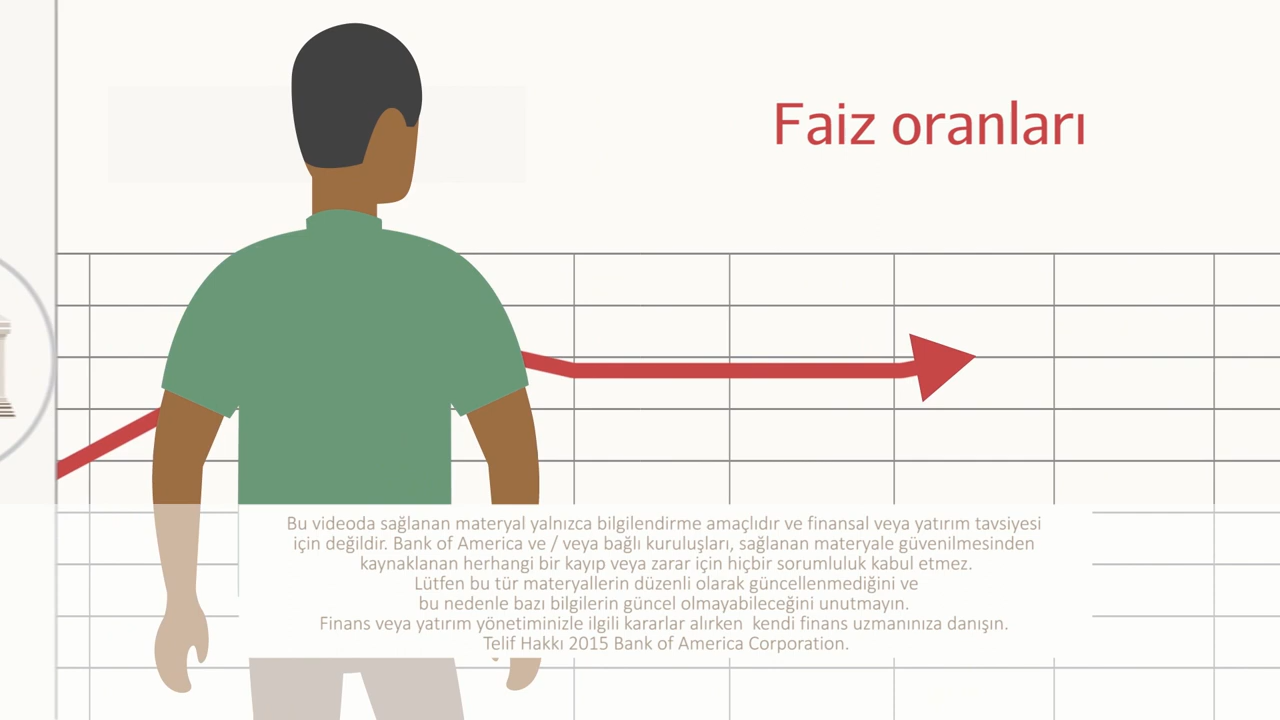 Faiz oranları
Bu videoda sağlanan materyal yalnızca bilgilendirme amaçlıdır ve finansal veya yatırım tavsiyesi
için değildir. Bank of America ve / veya bağlı kuruluşları, sağlanan materyale güvenilmesinden
kaynaklanan herhangi bir kayıp veya zarar için hiçbir sorumluluk kabul etmez.
Lütfen bu tür materyallerin düzenli olarak güncellenmediğini ve
bu nedenle bazı bilgilerin güncel olmayabileceğini unutmayın.
Finans veya yatırım yönetiminizle ilgili kararlar alırken  kendi finans uzmanınıza danışın.
Telif Hakkı 2015 Bank of America Corporation.